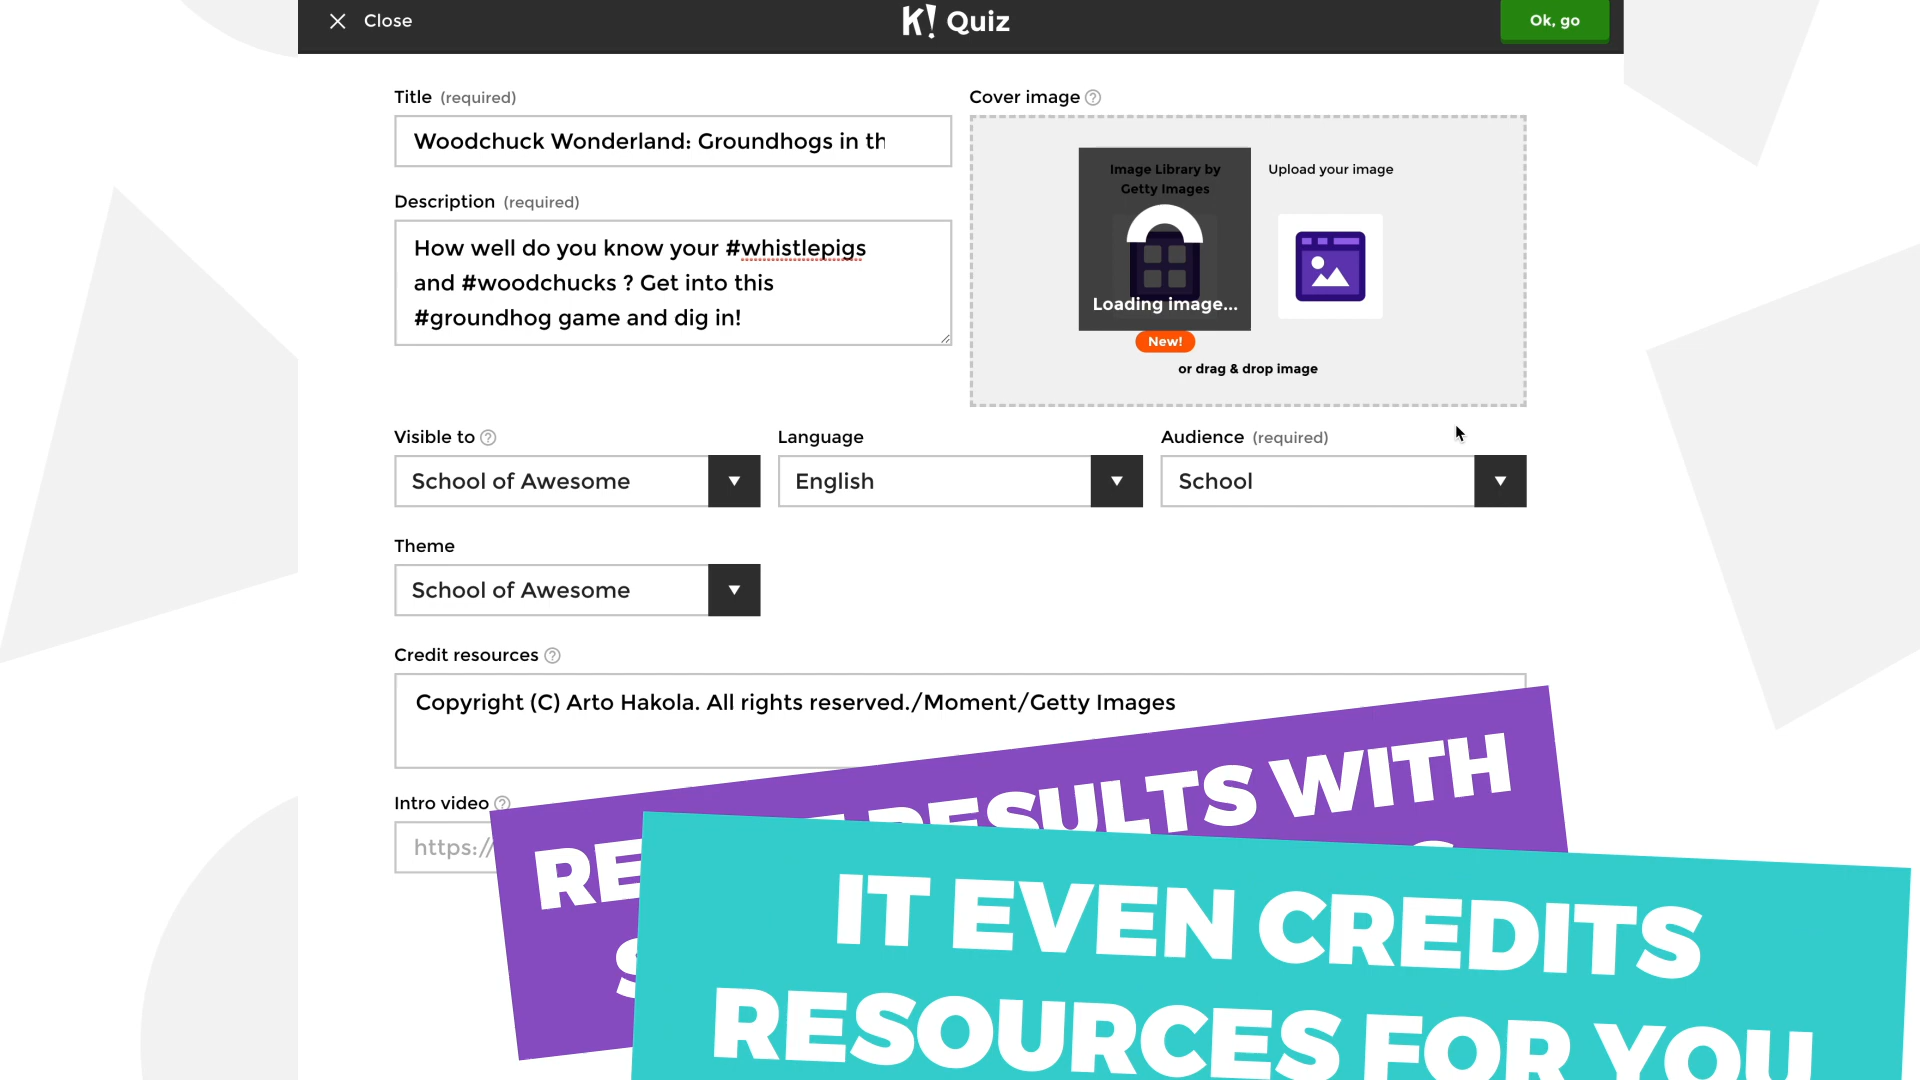 Close
K! Quiz
Ok, go
Title (required)
Woodchuck Wonderland: Groundhogs in th
Description (required)
How well do you know your #whistlepigs
and #woodchucks ? Get into this
#groundhog game and dig in!
Cover image
Image Library by
Getty Images
Loading image...
New!
Upload your image
or drag & drop image
Visible to
School of Awesome
Language
English
Audience (required)
School
Theme
School of Awesome
Credit resources
Copyright (C) Arto Hakola. All rights reserved./Moment/Getty Images
Intro video
https://
RESULTS WITH
IT EVEN CREDITS
RESOURCES FOR YOU